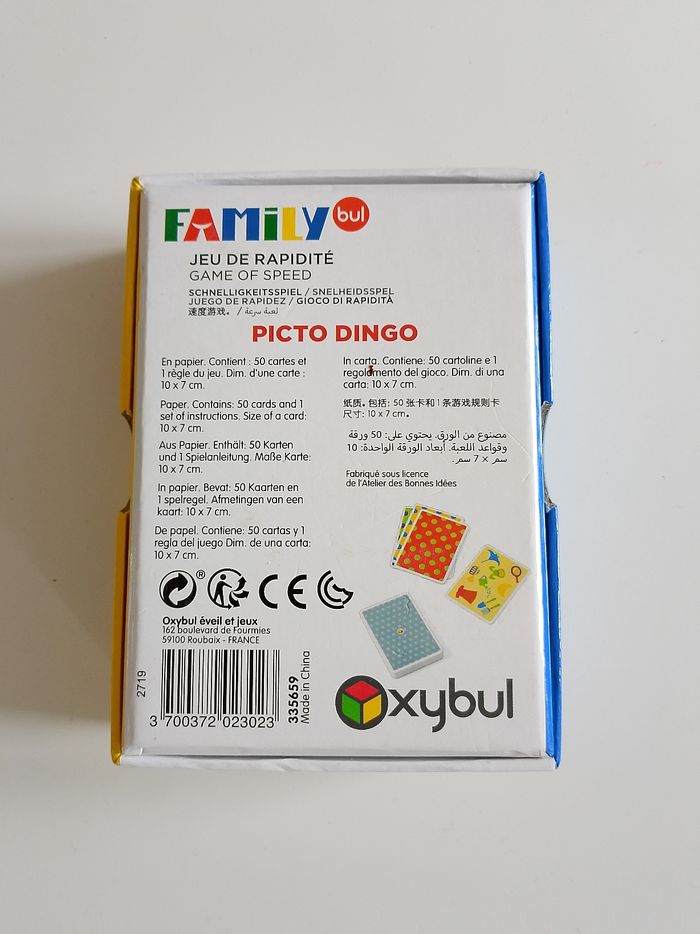 FAMiLY bul
JEU DE RAPIDITÉ
GAME OF SPEED
SCHNELLIGKEITSSPIEL / SNELHEIDSSPEL
JUEGO DE RAPIDEZ / GIOCO DI RAPIDITÀ
速度游戏。 / لعبة سرعة
PICTO DINGO
En papier. Contient : 50 cartes et
1 règle du jeu. Dim. d'une carte :
10 x 7 cm.
Paper. Contains: 50 cards and 1
set of instructions. Size of a card:
10 x 7 cm.
Aus Papier. Enthält: 50 Karten
und 1 Spielanleitung. Maße Karte:
10 x 7 cm.
In papier. Bevat: 50 Kaarten en
1 spelregel. Afmetingen van een
kaart: 10 x 7 cm.
De papel. Contiene: 50 cartas y 1
regla del juego Dim. de una carta:
10 x 7 cm.
In carta. Contiene: 50 cartoline e 1
regolamento del gioco. Dim. di una
carta: 10 x 7 cm.
纸质。包括: 50 张卡和1条游戏规则卡
尺寸: 10 x 7 cm。
مصنوع من الورق. يحتوي على: 50 ورقة
وقواعد اللعبة. أبعاد الورقة الواحدة: 10
سم × 7 سم.
Fabriqué sous licence
de l'Atelier des Bonnes Idées
®
CE
Oxybul éveil et jeux
162 boulevard de Fourmies
59100 Roubaix - FRANCE
2719
3 700372 023023
335659
Made in China
Oxybul